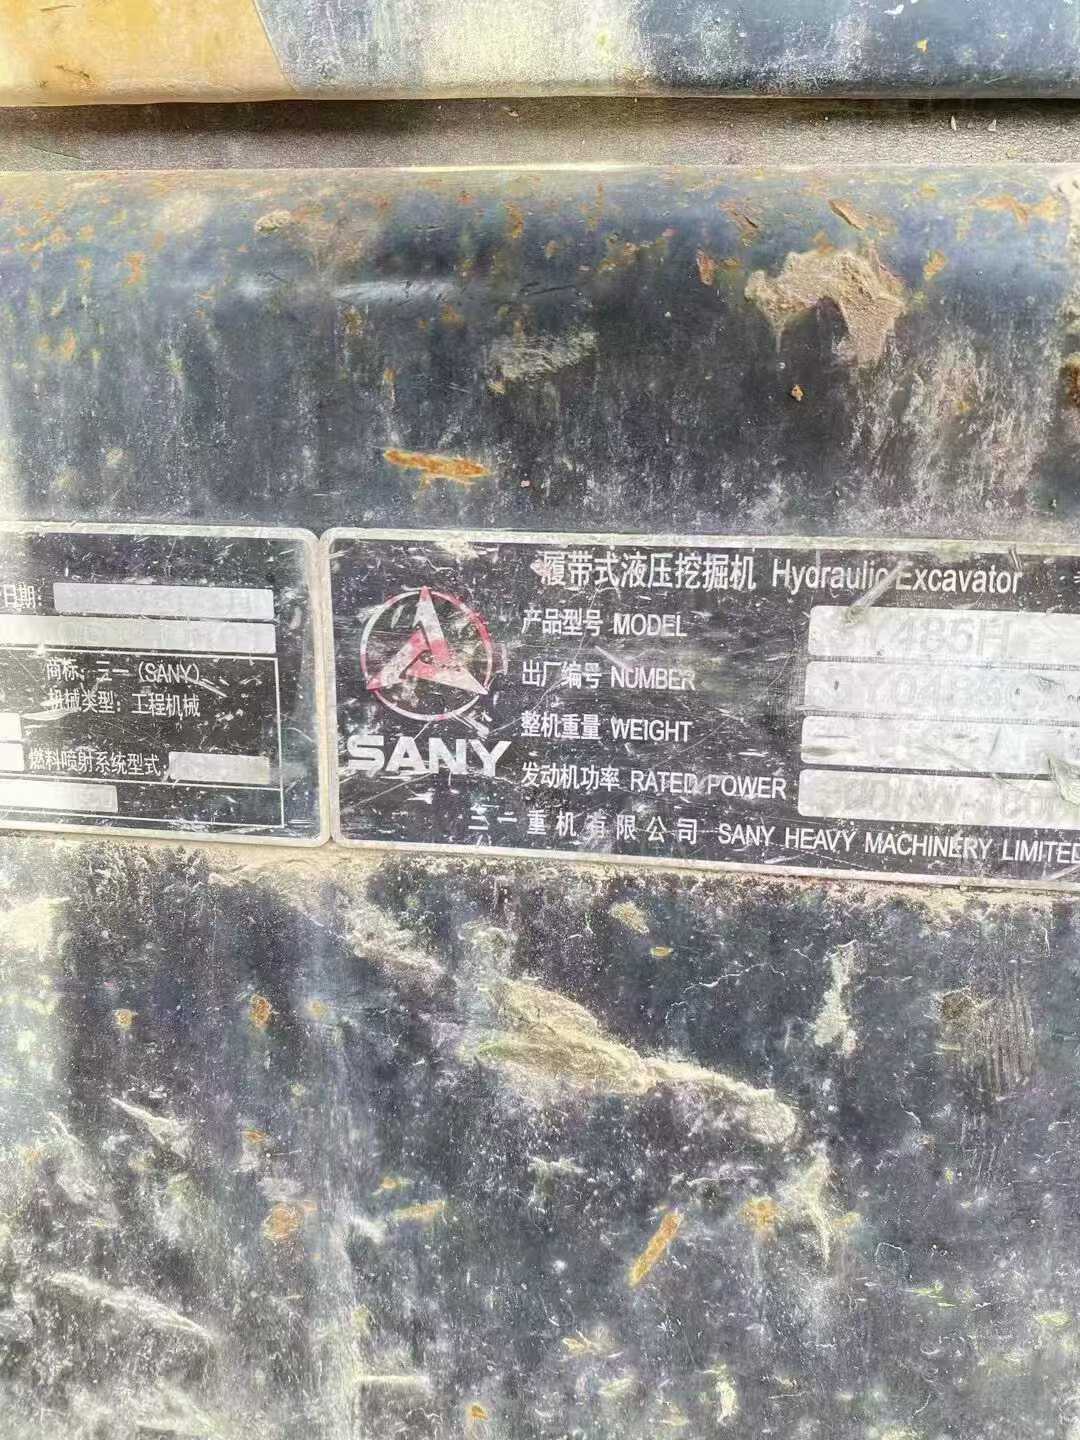 日期:
商标: 三一 (SANY)
机械类型: 工程机械
燃料喷射系统型式:
履带式液压挖掘机 Hydraulic Excavator
产品型号 MODEL 485H
出厂编号 NUMBER
整机重量 WEIGHT
发动机功率 RATED POWER
SANY
三一重机有限公司 SANY HEAVY MACHINERY LIMITED